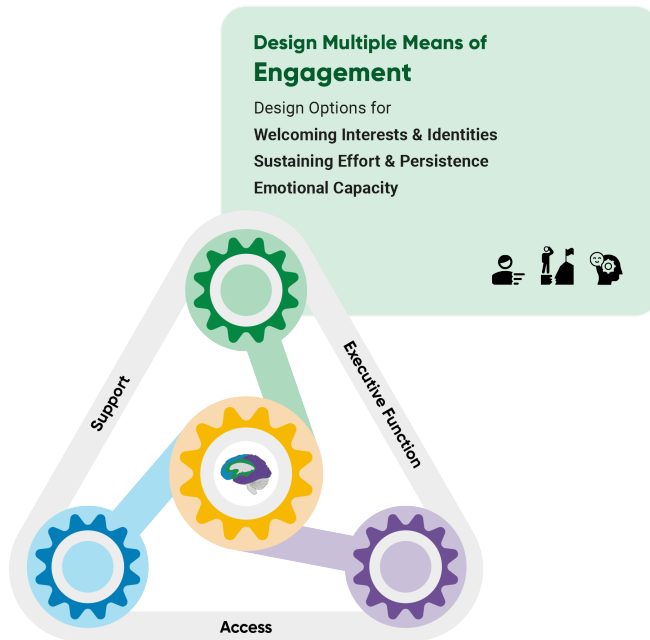 Design Multiple Means of
Engagement
Design Options for
Welcoming Interests & Identities
Sustaining Effort & Persistence
Emotional Capacity
Support
Executive Function
Access